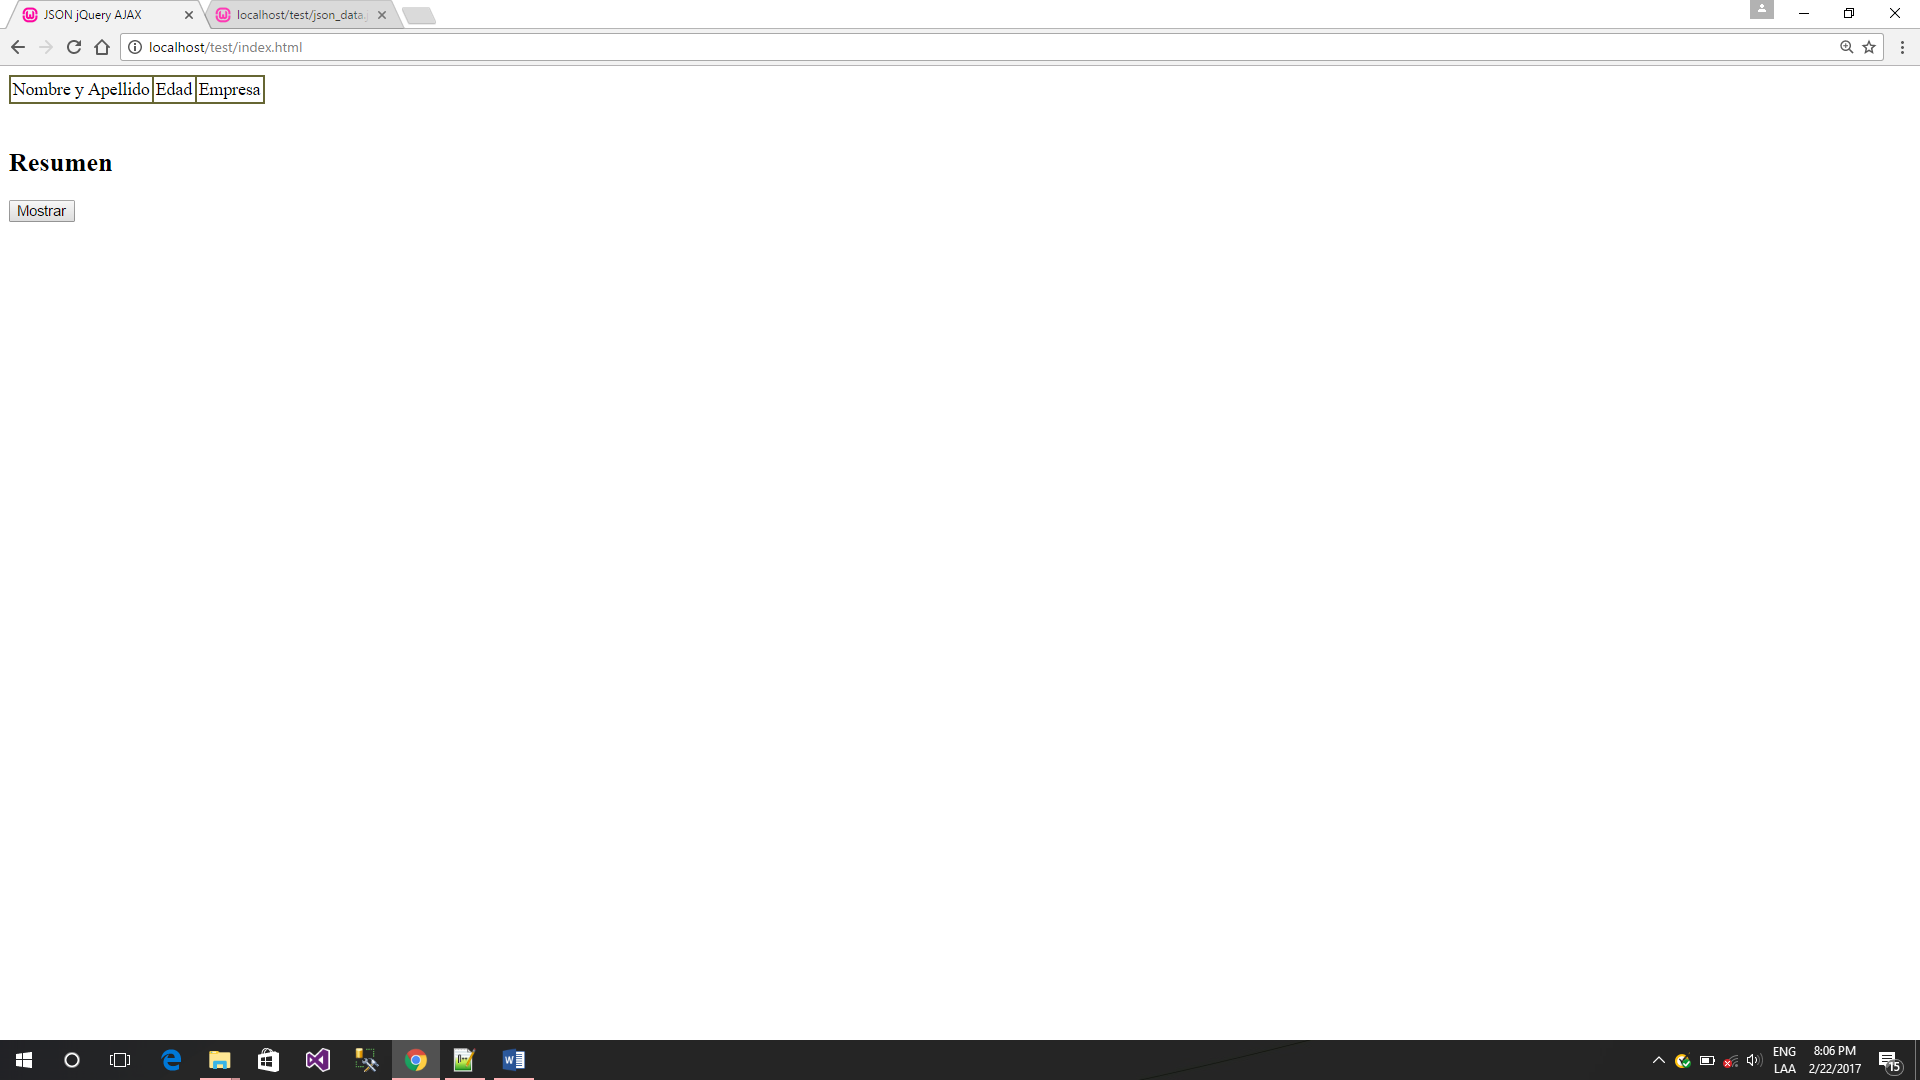 JSON jQuery AJAX
localhost/test/json_data.
localhost/test/index.html
Nombre y Apellido Edad Empresa
Resumen
Mostrar
ENG 8:06 PM
LAA 2/22/2017
15